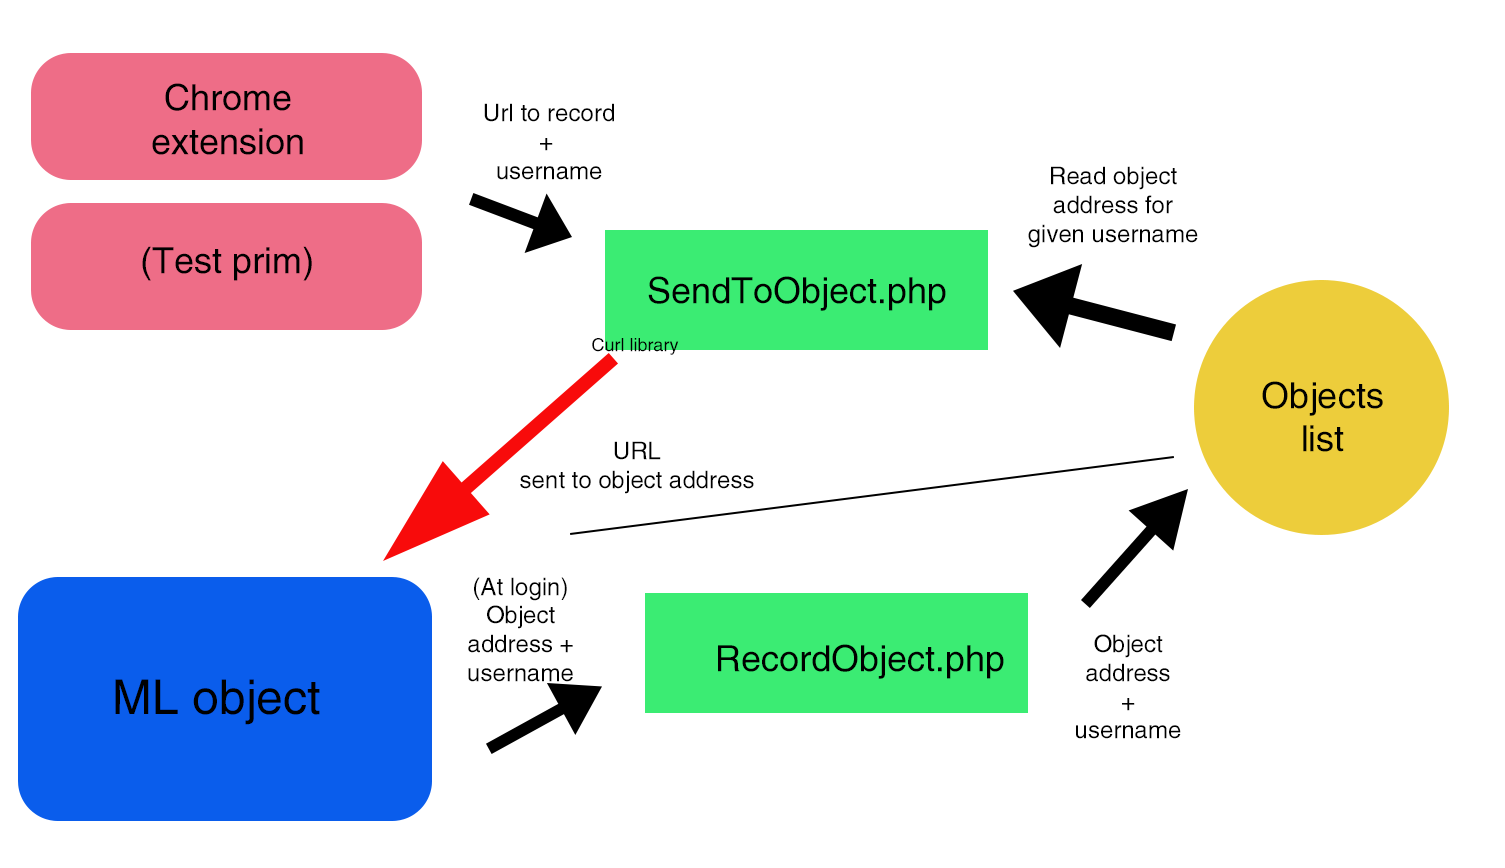 Chrome
extension
(Test prim)
Url to record
+
username
SendToObject.php
Curl library
Read object
address for
given username
Objects
list
URL
sent to object address
ML object
(At login)
Object
address +
username
RecordObject.php
Object
address
+
username